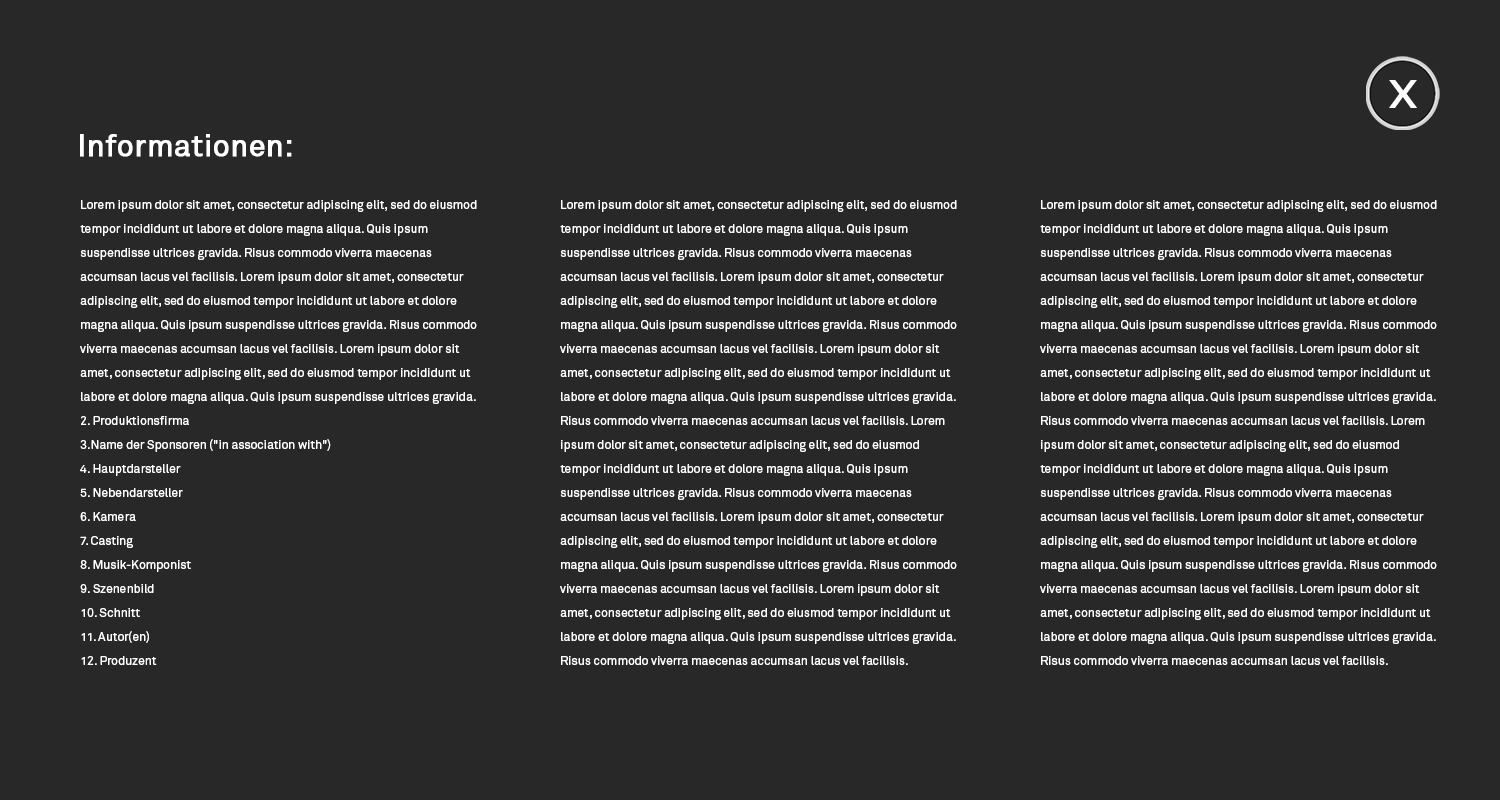 X
Informationen:
Lorem ipsum dolor sit amet, consectetur adipiscing elit, sed do eiusmod
tempor incididunt ut labore et dolore magna aliqua. Quis ipsum
suspendisse ultrices gravida. Risus commodo viverra maecenas
accumsan lacus vel facilisis. Lorem ipsum dolor sit amet, consectetur
adipiscing elit, sed do eiusmod tempor incididunt ut labore et dolore
magna aliqua. Quis ipsum suspendisse ultrices gravida. Risus commodo
viverra maecenas accumsan lacus vel facilisis. Lorem ipsum dolor sit
amet, consectetur adipiscing elit, sed do eiusmod tempor incididunt ut
labore et dolore magna aliqua. Quis ipsum suspendisse ultrices gravida.
2. Produktionsfirma
3.Name der Sponsoren ("in association with")
4. Hauptdarsteller
5. Nebendarsteller
6. Kamera
7. Casting
8. Musik-Komponist
9. Szenenbild
10. Schnitt
11. Autor(en)
12. Produzent
Lorem ipsum dolor sit amet, consectetur adipiscing elit, sed do eiusmod
tempor incididunt ut labore et dolore magna aliqua. Quis ipsum
suspendisse ultrices gravida. Risus commodo viverra maecenas
accumsan lacus vel facilisis. Lorem ipsum dolor sit amet, consectetur
adipiscing elit, sed do eiusmod tempor incididunt ut labore et dolore
magna aliqua. Quis ipsum suspendisse ultrices gravida. Risus commodo
viverra maecenas accumsan lacus vel facilisis. Lorem ipsum dolor sit
amet, consectetur adipiscing elit, sed do eiusmod tempor incididunt ut
labore et dolore magna aliqua. Quis ipsum suspendisse ultrices gravida.
Risus commodo viverra maecenas accumsan lacus vel facilisis. Lorem
ipsum dolor sit amet, consectetur adipiscing elit, sed do eiusmod
tempor incididunt ut labore et dolore magna aliqua. Quis ipsum
suspendisse ultrices gravida. Risus commodo viverra maecenas
accumsan lacus vel facilisis. Lorem ipsum dolor sit amet, consectetur
adipiscing elit, sed do eiusmod tempor incididunt ut labore et dolore
magna aliqua. Quis ipsum suspendisse ultrices gravida. Risus commodo
viverra maecenas accumsan lacus vel facilisis. Lorem ipsum dolor sit
amet, consectetur adipiscing elit, sed do eiusmod tempor incididunt ut
labore et dolore magna aliqua. Quis ipsum suspendisse ultrices gravida.
Risus commodo viverra maecenas accumsan lacus vel facilisis.
Lorem ipsum dolor sit amet, consectetur adipiscing elit, sed do eiusmod
tempor incididunt ut labore et dolore magna aliqua. Quis ipsum
suspendisse ultrices gravida. Risus commodo viverra maecenas
accumsan lacus vel facilisis. Lorem ipsum dolor sit amet, consectetur
adipiscing elit, sed do eiusmod tempor incididunt ut labore et dolore
magna aliqua. Quis ipsum suspendisse ultrices gravida. Risus commodo
viverra maecenas accumsan lacus vel facilisis. Lorem ipsum dolor sit
amet, consectetur adipiscing elit, sed do eiusmod tempor incididunt ut
labore et dolore magna aliqua. Quis ipsum suspendisse ultrices gravida.
Risus commodo viverra maecenas accumsan lacus vel facilisis. Lorem
ipsum dolor sit amet, consectetur adipiscing elit, sed do eiusmod
tempor incididunt ut labore et dolore magna aliqua. Quis ipsum
suspendisse ultrices gravida. Risus commodo viverra maecenas
accumsan lacus vel facilisis. Lorem ipsum dolor sit amet, consectetur
adipiscing elit, sed do eiusmod tempor incididunt ut labore et dolore
magna aliqua. Quis ipsum suspendisse ultrices gravida. Risus commodo
viverra maecenas accumsan lacus vel facilisis. Lorem ipsum dolor sit
amet, consectetur adipiscing elit, sed do eiusmod tempor incididunt ut
labore et dolore magna aliqua. Quis ipsum suspendisse ultrices gravida.
Risus commodo viverra maecenas accumsan lacus vel facilisis.